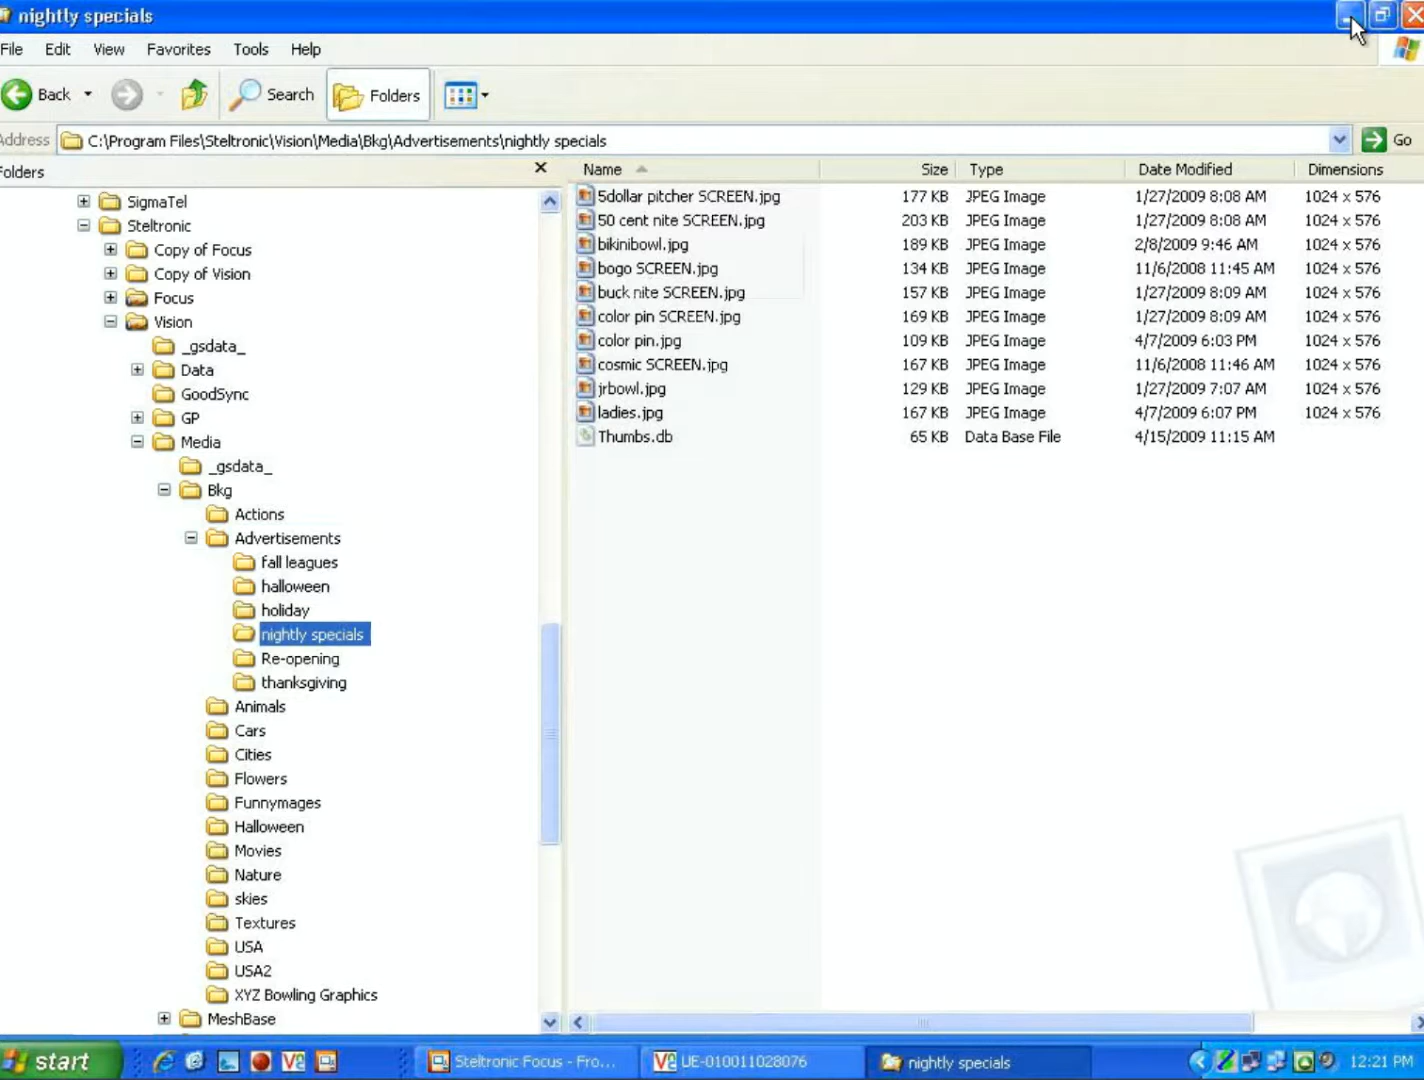 nightly specials
File Edit View Favorites Tools Help
Back Search Folders
Address C:\Program Files\Steltronic\Vision\Media\Bkg\Advertisements\nightly specials Go
Folders
SigmaTel
Steltronic
Copy of Focus
Copy of Vision
Focus
Vision
_gsdata_
Data
GoodSync
GP
Media
_gsdata_
Bkg
Actions
Advertisements
fall leagues
halloween
holiday
nightly specials
Re-opening
thanksgiving
Animals
Cars
Cities
Flowers
Funnymages
Halloween
Movies
Nature
skies
Textures
USA
USA2
XYZ Bowling Graphics
MeshBase
Name Size Type Date Modified Dimensions
5dollar pitcher SCREEN.jpg 177 KB JPEG Image 1/27/2009 8:08 AM 1024 x 576
50 cent nite SCREEN.jpg 203 KB JPEG Image 1/27/2009 8:08 AM 1024 x 576
bikinibowl.jpg 189 KB JPEG Image 2/8/2009 9:46 AM 1024 x 576
bogo SCREEN.jpg 134 KB JPEG Image 11/6/2008 11:45 AM 1024 x 576
buck nite SCREEN.jpg 157 KB JPEG Image 1/27/2009 8:09 AM 1024 x 576
color pin SCREEN.jpg 169 KB JPEG Image 1/27/2009 8:09 AM 1024 x 576
color pin.jpg 109 KB JPEG Image 4/7/2009 6:03 PM 1024 x 576
cosmic SCREEN.jpg 167 KB JPEG Image 11/6/2008 11:46 AM 1024 x 576
jrbowl.jpg 129 KB JPEG Image 1/27/2009 7:07 AM 1024 x 576
ladies.jpg 167 KB JPEG Image 4/7/2009 6:07 PM 1024 x 576
Thumbs.db 65 KB Data Base File 4/15/2009 11:15 AM
start Steltronic Focus - Fro... UE-010011028076 nightly specials 12:21 PM